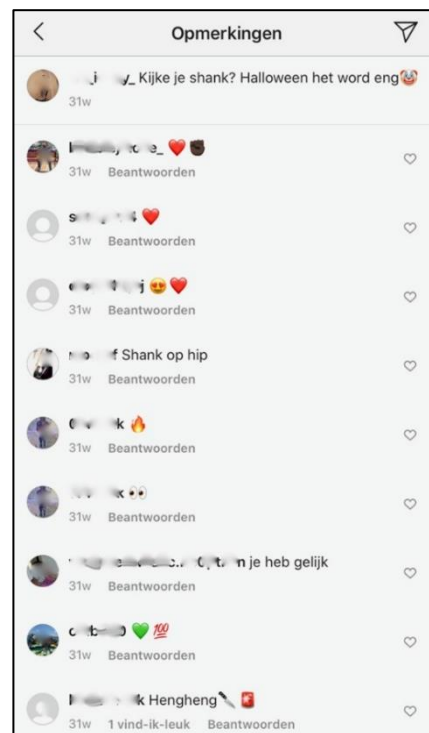 Opmerkingen
Kijke je shank? Halloween het word eng🤡
31w
❤️✊🏿
31w Beantwoorden
❤️
31w Beantwoorden
😍❤️
31w Beantwoorden
Shank op hip
31w Beantwoorden
🔥
31w Beantwoorden
👀
31w Beantwoorden
je heb gelijk
31w Beantwoorden
💚💯
31w Beantwoorden
Hengheng🔪🚨
31w 1 vind-ik-leuk Beantwoorden